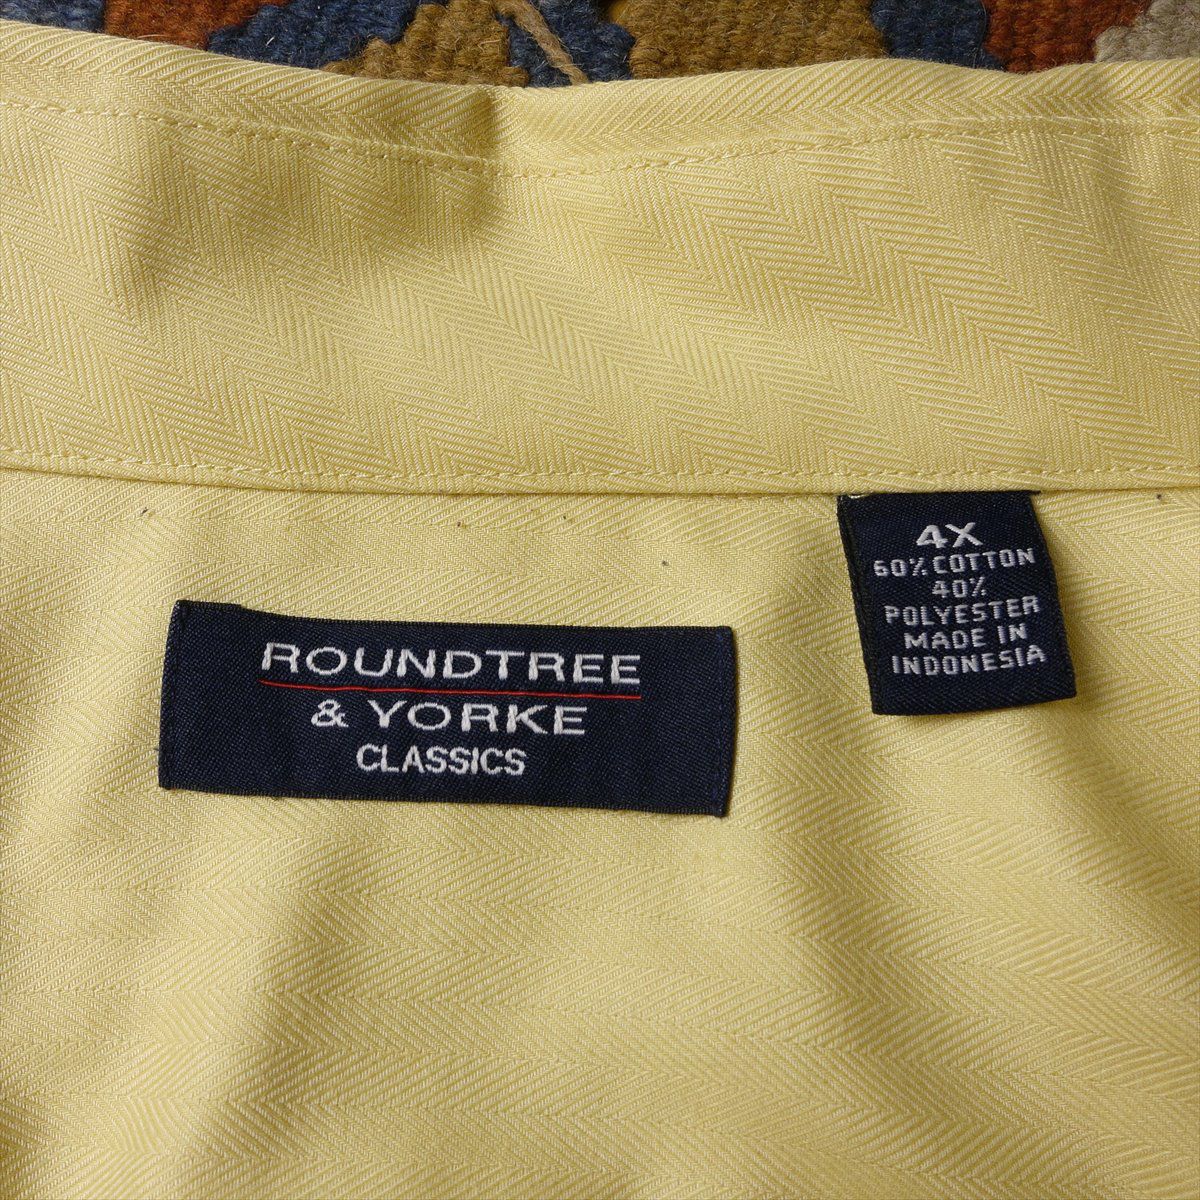 ROUNDTREE
& YORKE
CLASSICS
4X
60% COTTON
40%
POLYESTER
MADE IN
INDONESIA